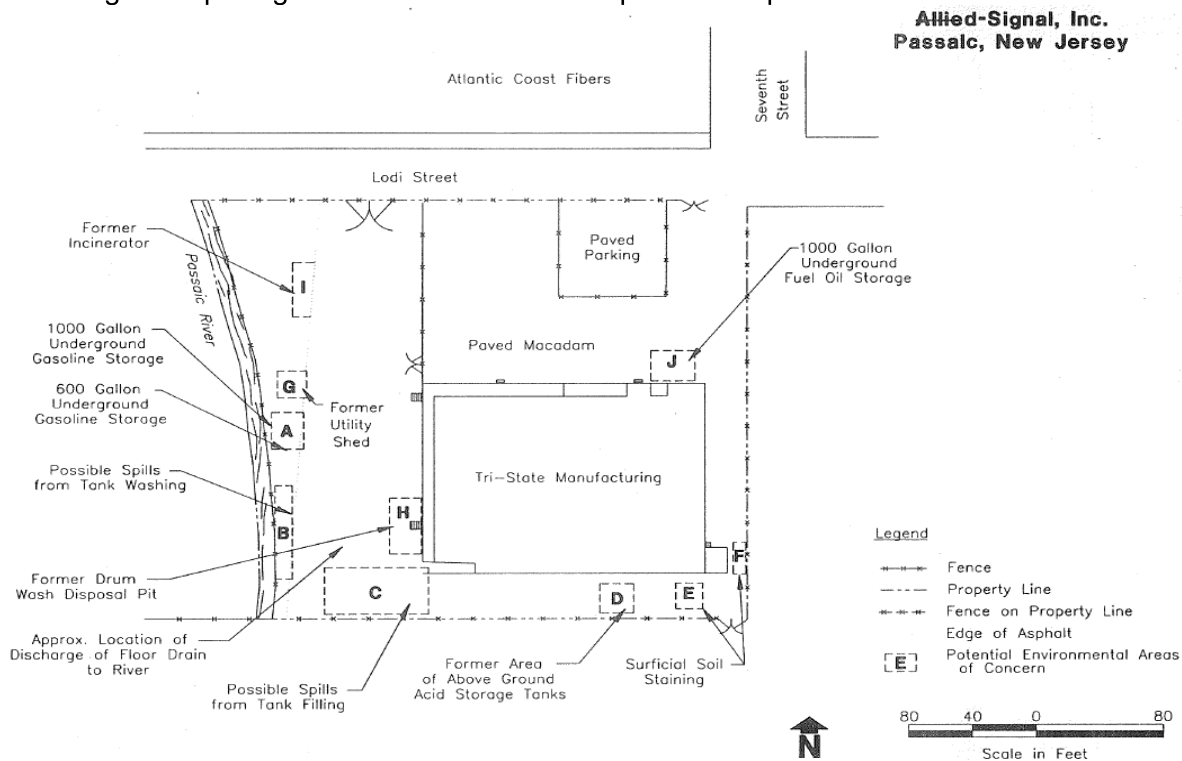 Allied-Signal, Inc.
Passaic, New Jersey
Atlantic Coast Fibers
Seventh
Street
Lodi Street
Former
Incinerator
Passaic River
I
Paved
Parking
1000 Gallon
Underground
Fuel Oil Storage
1000 Gallon
Underground
Gasoline Storage
Paved Macadam
J
G
600 Gallon
Underground
Gasoline Storage
Former
Utility
Shed
A
Possible Spills
from Tank Washing
Tri-State Manufacturing
H
B
Former Drum
Wash Disposal Pit
C
D
E
Approx. Location of
Discharge of Floor Drain
to River
Possible Spills
from Tank Filling
Former Area
of Above Ground
Acid Storage Tanks
Surficial Soil
Staining
Legend
Fence
Property Line
Fence on Property Line
Edge of Asphalt
E
Potential Environmental Areas
of Concern
N
80 40 0 80
Scale in Feet